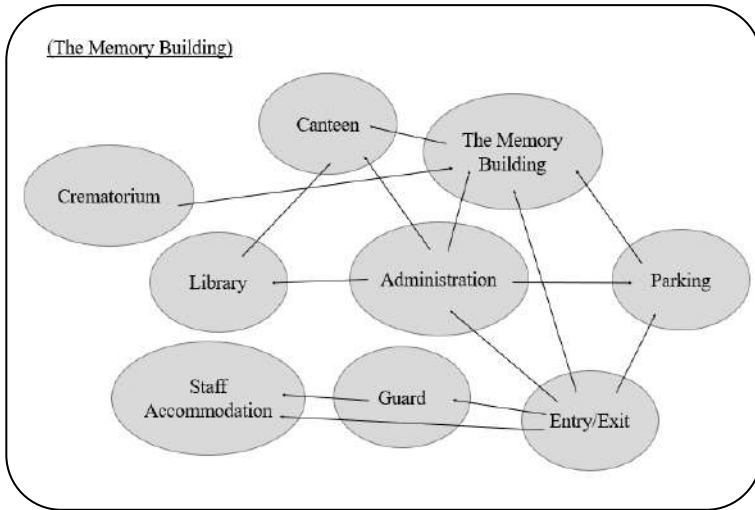 (The Memory Building)
Canteen
The Memory
Building
Crematorium
Library
Administration
Parking
Staff
Accommodation
Guard
Entry/Exit